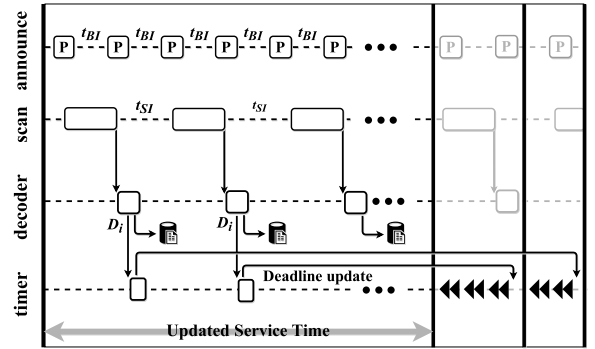 t_BI t_BI t_BI t_BI t_BI
announce P P P P P P P P P
t_SI t_SI
scan
decoder
D_i D_i
Deadline update
timer
Updated Service Time